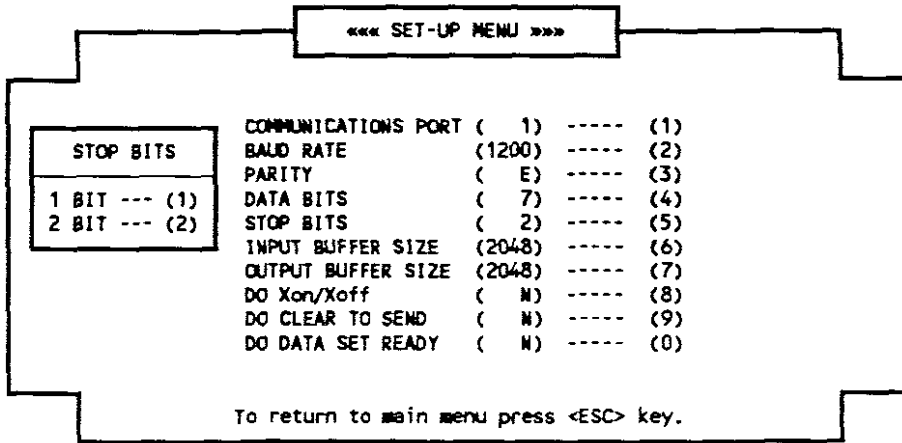 ««« SET-UP MENU »»»
STOP BITS
1 BIT --- (1)
2 BIT --- (2)
COMMUNICATIONS PORT ( 1) ----- (1)
BAUD RATE (1200) ----- (2)
PARITY ( E) ----- (3)
DATA BITS ( 7) ----- (4)
STOP BITS ( 2) ----- (5)
INPUT BUFFER SIZE (2048) ----- (6)
OUTPUT BUFFER SIZE (2048) ----- (7)
DO Xon/Xoff ( N) ----- (8)
DO CLEAR TO SEND ( N) ----- (9)
DO DATA SET READY ( N) ----- (0)
To return to main menu press <ESC> key.